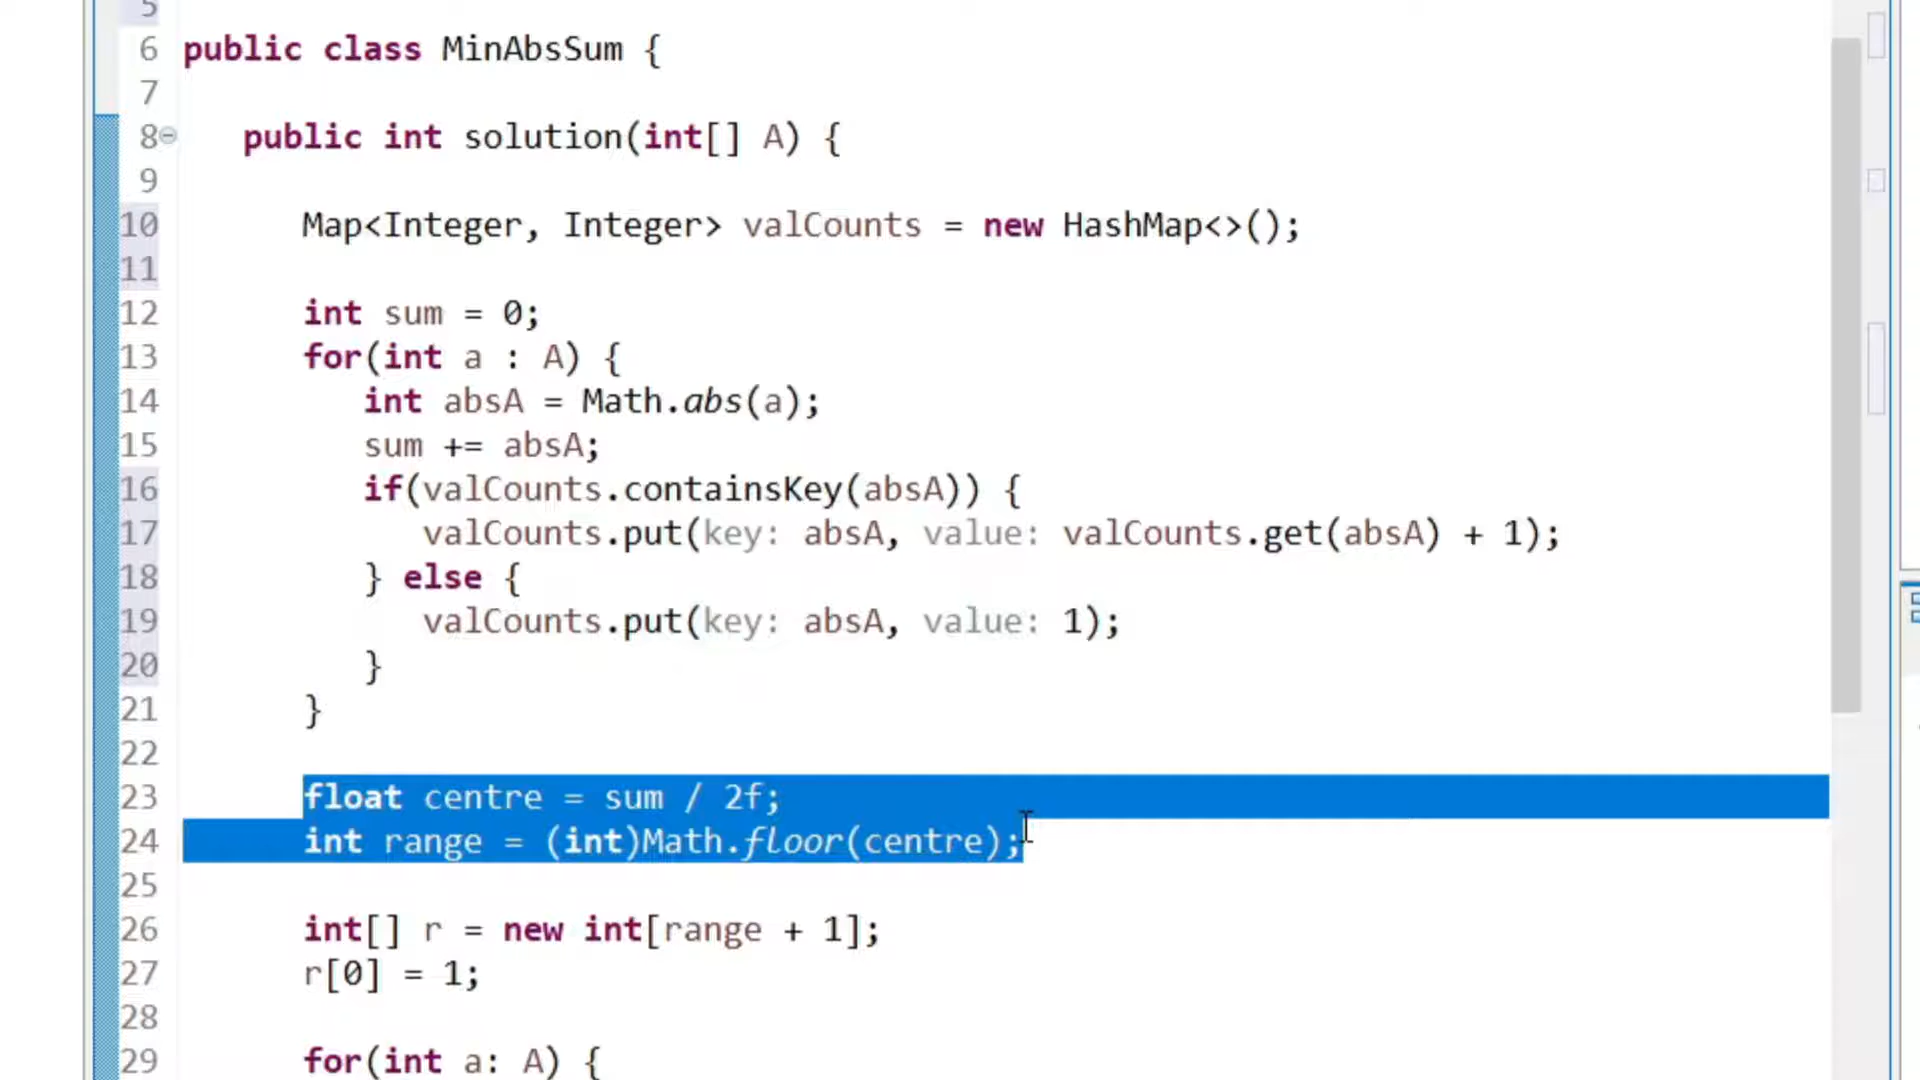 5
6 public class MinAbsSum {
7
8 public int solution(int[] A) {
9
10 Map<Integer, Integer> valCounts = new HashMap<>();
11
12 int sum = 0;
13 for(int a : A) {
14 int absA = Math.abs(a);
15 sum += absA;
16 if(valCounts.containsKey(absA)) {
17 valCounts.put(key: absA, value: valCounts.get(absA) + 1);
18 } else {
19 valCounts.put(key: absA, value: 1);
20 }
21 }
22
23 float centre = sum / 2f;
24 int range = (int)Math.floor(centre);
25
26 int[] r = new int[range + 1];
27 r[0] = 1;
28
29 for(int a: A) {